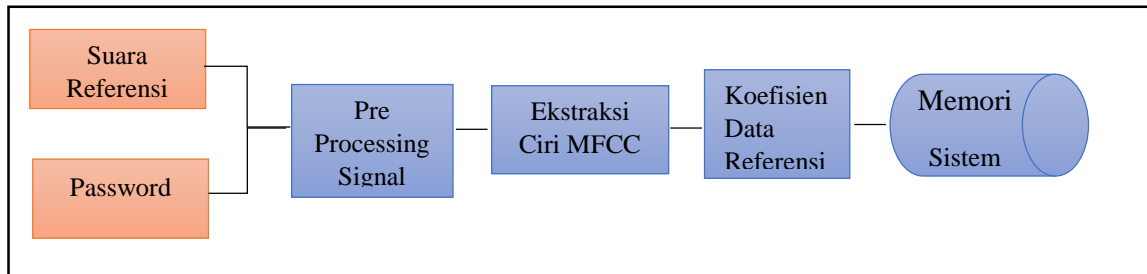 Suara
Referensi
Password
Pre
Processing
Signal
Ekstraksi
Ciri MFCC
Koefisien
Data
Referensi
Memori
Sistem